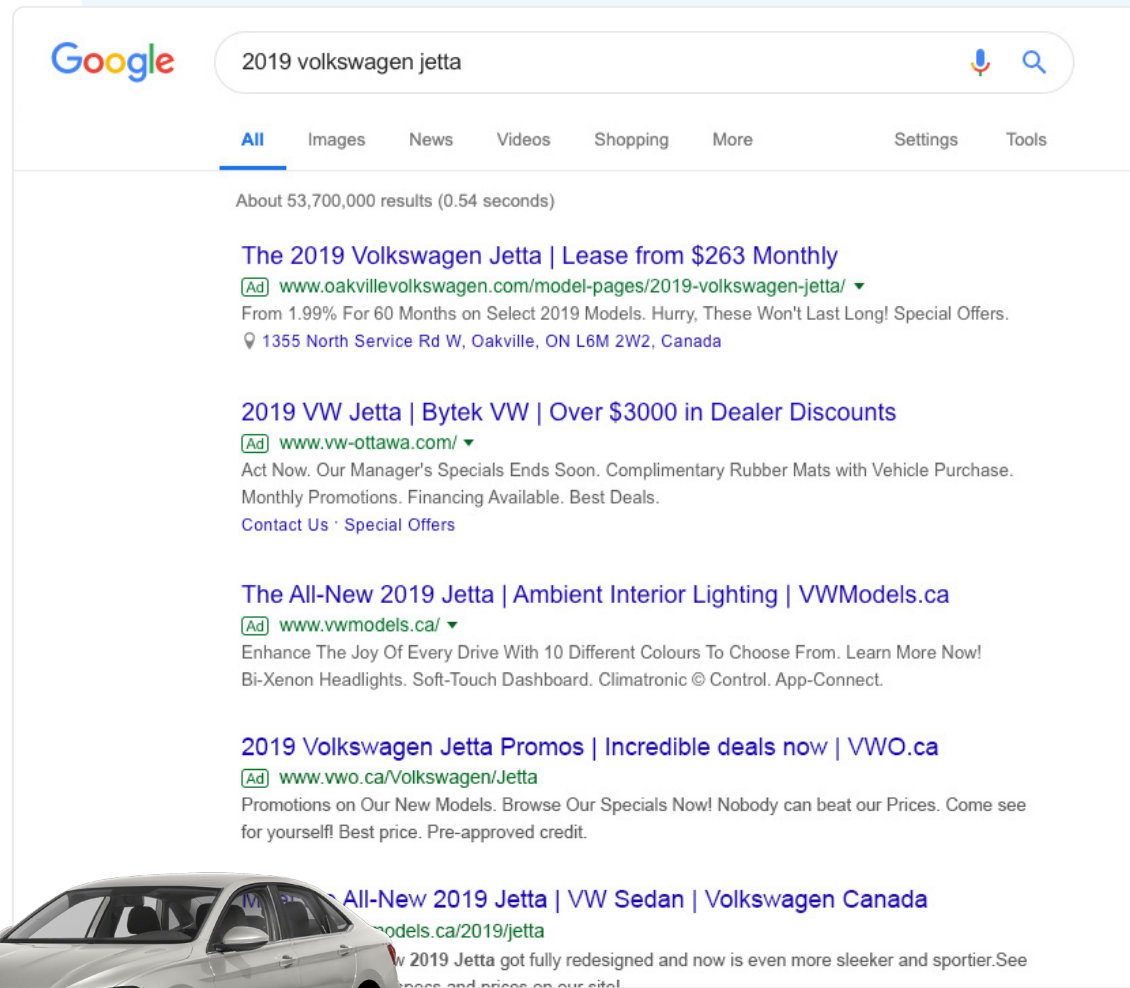 Google
2019 volkswagen jetta
All Images News Videos Shopping More Settings Tools
About 53,700,000 results (0.54 seconds)
The 2019 Volkswagen Jetta | Lease from $263 Monthly
Ad www.oakvillevolkswagen.com/model-pages/2019-volkswagen-jetta/
From 1.99% For 60 Months on Select 2019 Models. Hurry, These Won't Last Long! Special Offers.
1355 North Service Rd W, Oakville, ON L6M 2W2, Canada
2019 VW Jetta | Bytek VW | Over $3000 in Dealer Discounts
Ad www.vw-ottawa.com/
Act Now. Our Manager's Specials Ends Soon. Complimentary Rubber Mats with Vehicle Purchase.
Monthly Promotions. Financing Available. Best Deals.
Contact Us · Special Offers
The All-New 2019 Jetta | Ambient Interior Lighting | VWModels.ca
Ad www.vwmodels.ca/
Enhance The Joy Of Every Drive With 10 Different Colours To Choose From. Learn More Now!
Bi-Xenon Headlights. Soft-Touch Dashboard. Climatronic © Control. App-Connect.
2019 Volkswagen Jetta Promos | Incredible deals now | VWO.ca
Ad www.vwo.ca/Volkswagen/Jetta
Promotions on Our New Models. Browse Our Specials Now! Nobody can beat our Prices. Come see
for yourself! Best price. Pre-approved credit.
All-New 2019 Jetta | VW Sedan | Volkswagen Canada
odels.ca/2019/jetta
2019 Jetta got fully redesigned and now is even more sleeker and sportier.See
specs and prices on our site!